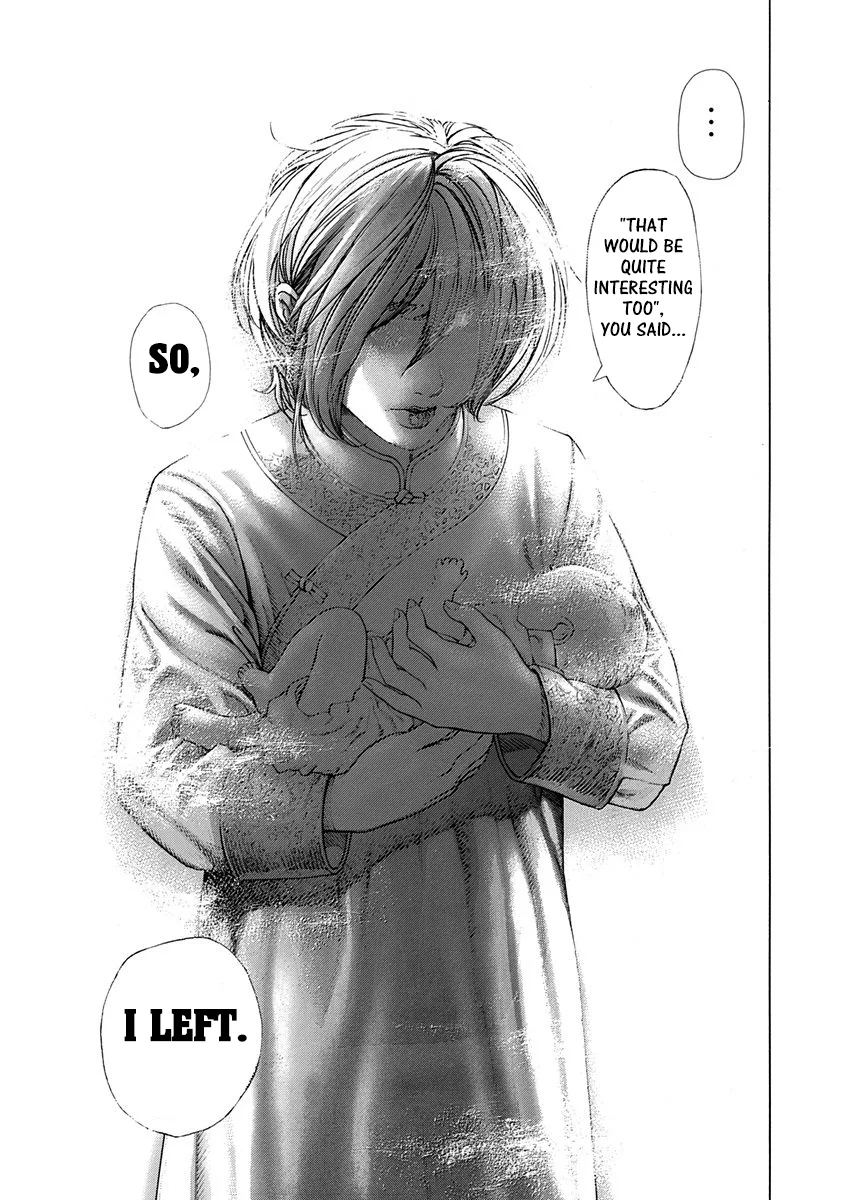 ...
"THAT
WOULD BE
QUITE
INTERESTING
TOO",
YOU SAID...
SO,
I LEFT.